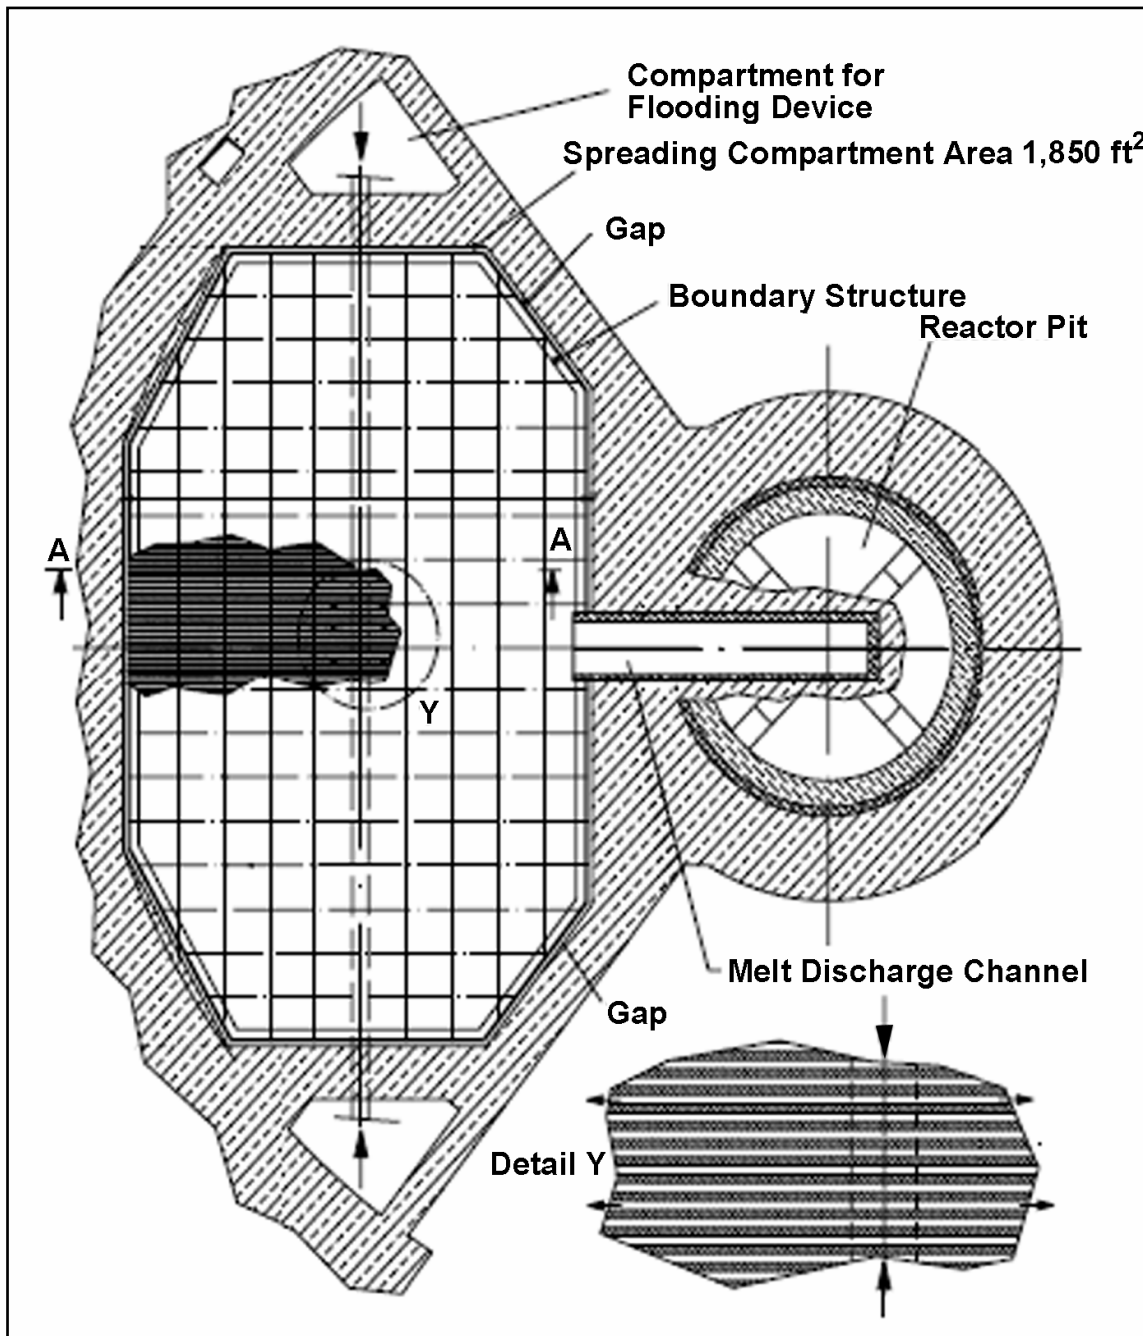 Compartment for
Flooding Device
Spreading Compartment Area 1,850 ft²
Gap
Boundary Structure
Reactor Pit
A
A
Y
Melt Discharge Channel
Gap
Detail Y